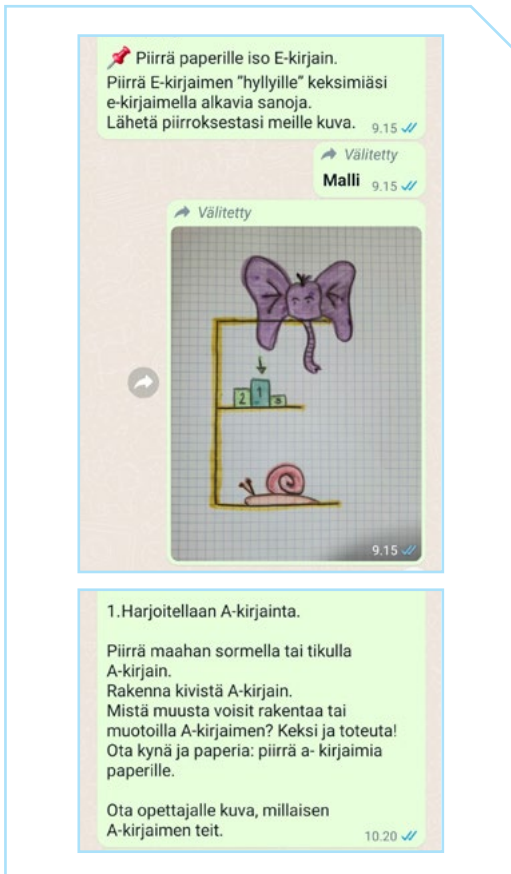 Piirrä paperille iso E-kirjain.
Piirrä E-kirjaimen ”hyllyille” keksimiäsi
e-kirjaimella alkavia sanoja.
Lähetä piirroksestasi meille kuva. 9.15
Välitetty
Malli 9.15
Välitetty
2 1 3
9.15
1.Harjoitellaan A-kirjainta.
Piirrä maahan sormella tai tikulla
A-kirjain.
Rakenna kivistä A-kirjain.
Mistä muusta voisit rakentaa tai
muotoilla A-kirjaimen? Keksi ja toteuta!
Ota kynä ja paperia: piirrä a- kirjaimia
paperille.
Ota opettajalle kuva, millaisen
A-kirjaimen teit. 10.20